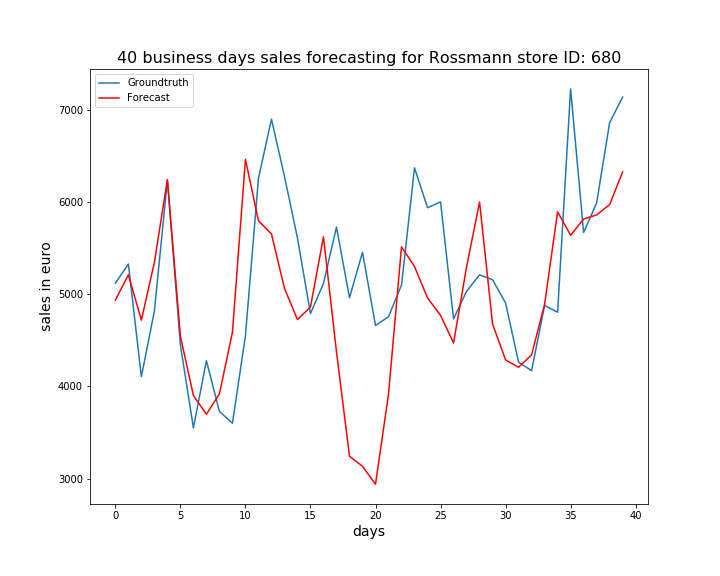 40 business days sales forecasting for Rossmann store ID: 680
Groundtruth
Forecast
7000
6000
5000
4000
3000
sales in euro
0 5 10 15 20 25 30 35 40
days